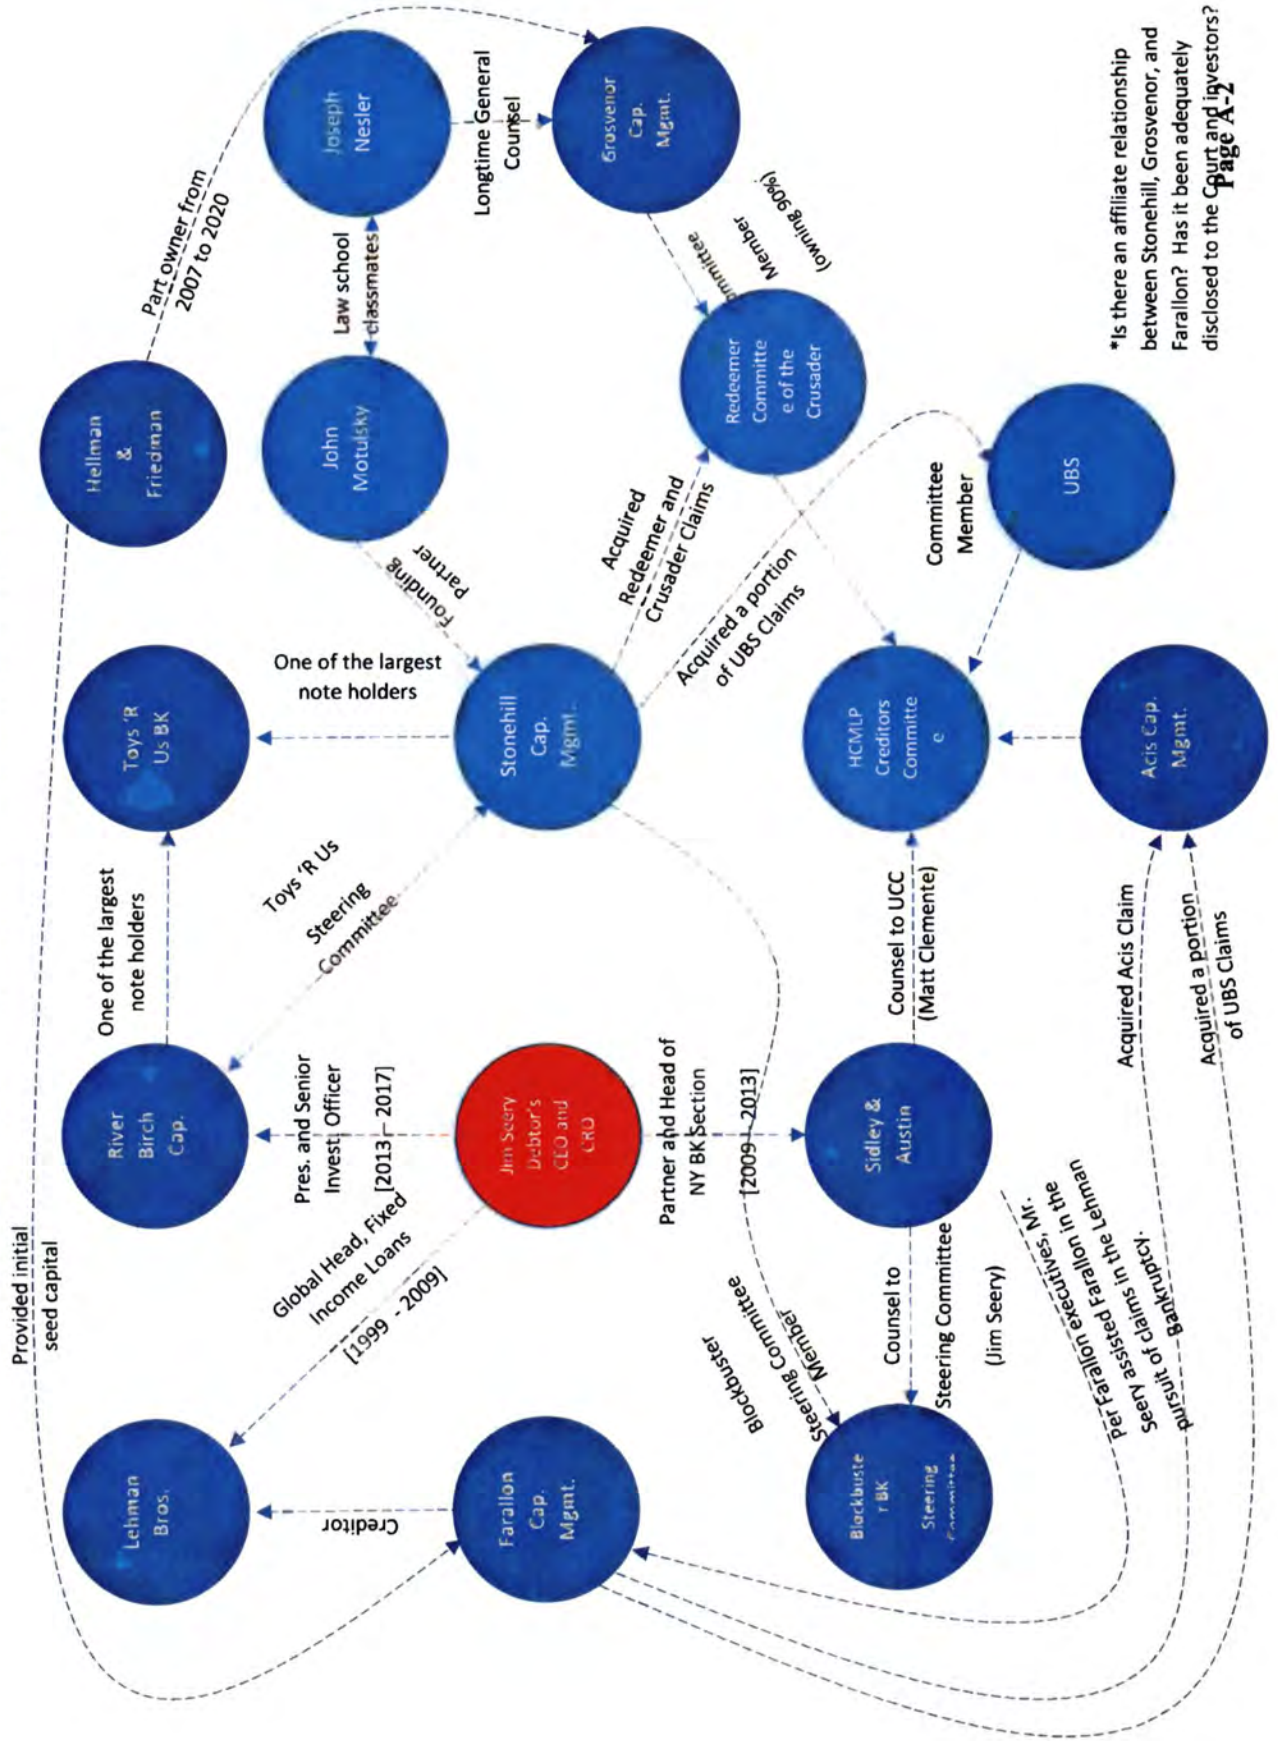 Provided initial
seed capital
Lehman
Bros.
River
Birch
Cap.
One of the largest
note holders
Toys 'R
Us BK
Hellman
&
Friedman
Part owner from
2007 to 2020
Creditor
Global Head, Fixed
Income Loans
[1999 - 2009]
Pres. and Senior
Invest. Officer
[2013 – 2017]
Toys 'R Us
Steering
Committee
One of the largest
note holders
Founding
Partner
John
Motulsky
Law school
classmates
Joseph
Nesler
Farallon
Cap.
Mgmt.
Jim Seery
Debtor's
CEO and
CRO
Stonehill
Cap.
Mgmt.
Longtime General
Counsel
Grosvenor
Cap.
Mgmt.
Partner and Head of
NY BK Section
[2009 – 2013]
Acquired
Redeemer and
Crusader Claims
Acquired a portion
of UBS Claims
Redeemer
Committe
e of the
Crusader
ommittee
Member
(owning 90%)
Blockbuster
Steering Committee
Member
Blockbuste
r BK
Steering
Committee
Counsel to
Steering Committee
(Jim Seery)
Sidley &
Austin
Counsel to UCC
(Matt Clemente)
HCMLP
Creditors
Committe
e
Committee
Member
UBS
Per Farallon executives, Mr.
Seery assisted Farallon in the
pursuit of claims in the Lehman
Bankruptcy.
Acquired Acis Claim
Acquired a portion
of UBS Claims
Acis Cap.
Mgmt.
*Is there an affiliate relationship
between Stonehill, Grosvenor, and
Farallon? Has it been adequately
disclosed to the Court and investors?
Page A-2